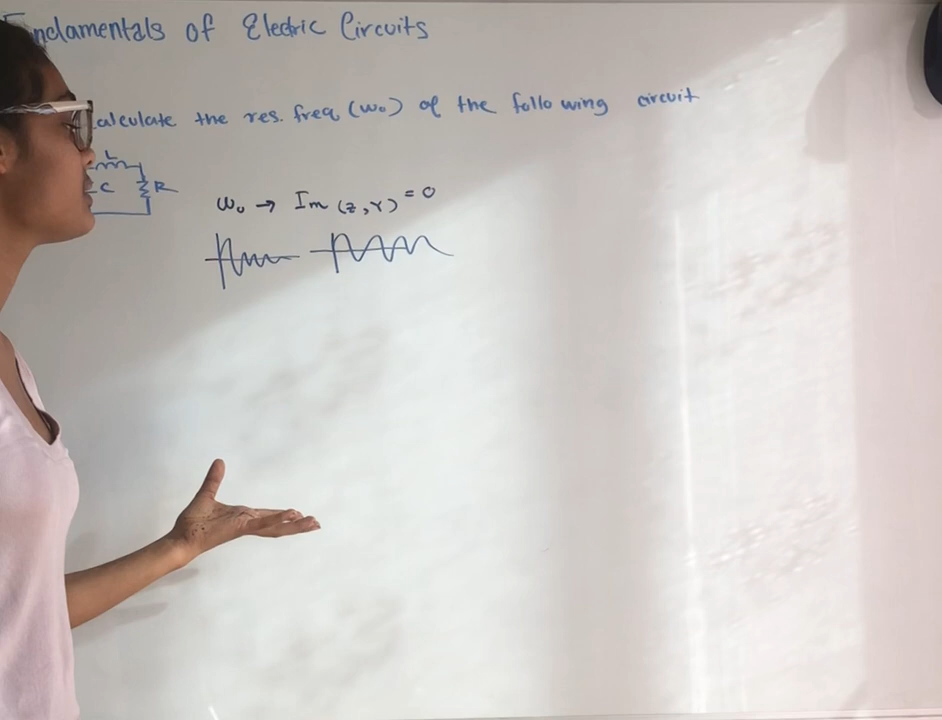 ndamentals of Electric Circuits
alculate the res. freq (ω₀) of the following circuit
L
C R
ω₀ → Im (z,Y) = 0